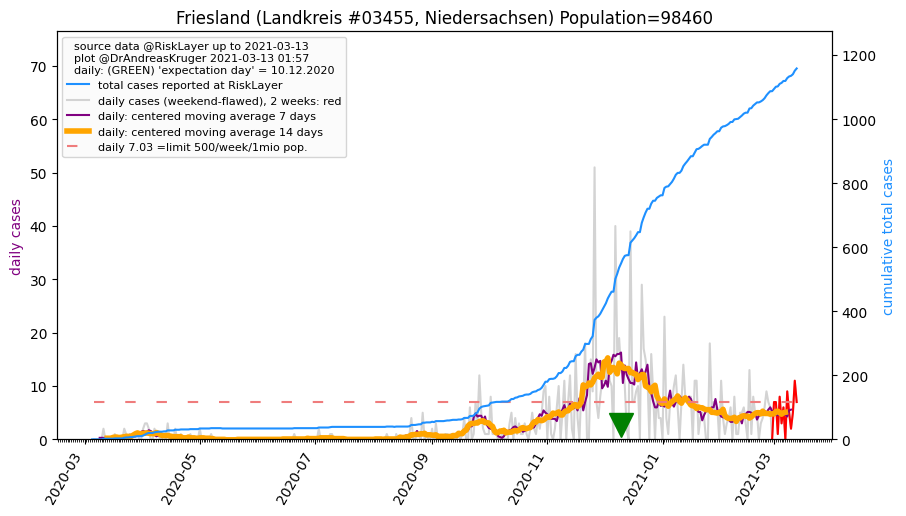 Friesland (Landkreis #03455, Niedersachsen) Population=98460
source data @RiskLayer up to 2021-03-13
plot @DrAndreasKruger 2021-03-13 01:57
daily: (GREEN) 'expectation day' = 10.12.2020
total cases reported at RiskLayer
daily cases (weekend-flawed), 2 weeks: red
daily: centered moving average 7 days
daily: centered moving average 14 days
daily 7.03 =limit 500/week/1mio pop.
daily cases
70
60
50
40
30
20
10
0
cumulative total cases
1200
1000
800
600
400
200
0
2020-03
2020-05
2020-07
2020-09
2020-11
2021-01
2021-03